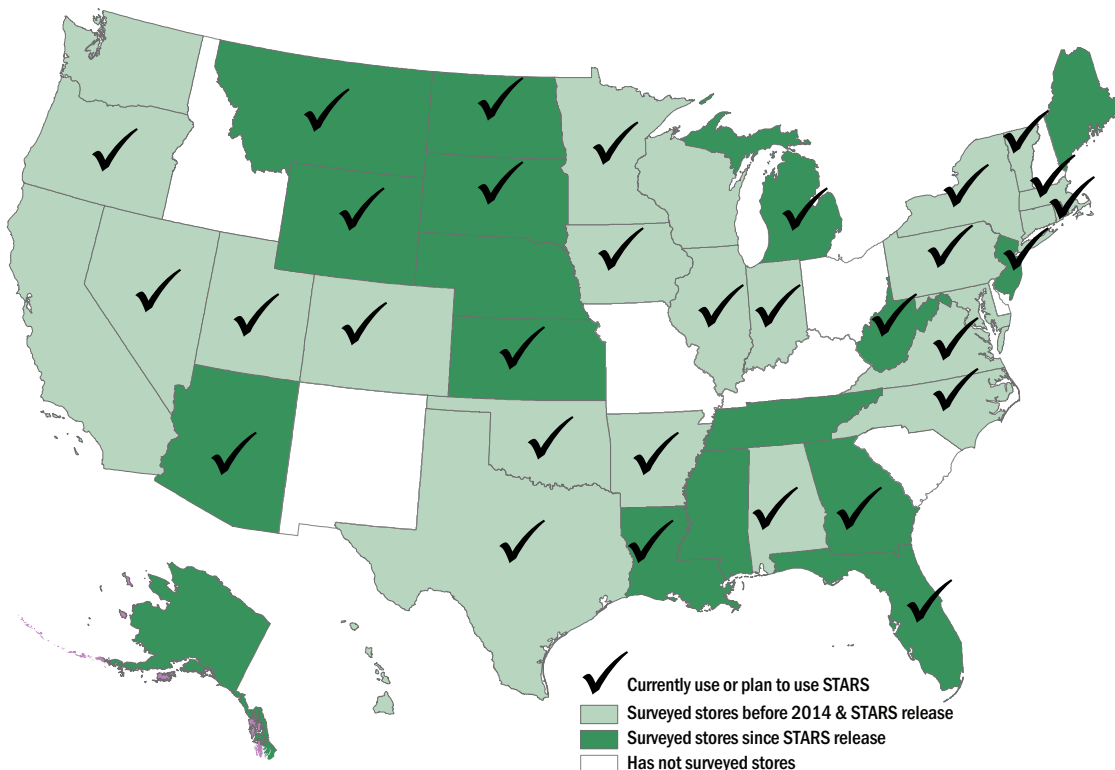 Currently use or plan to use STARS
Surveyed stores before 2014 & STARS release
Surveyed stores since STARS release
Has not surveyed stores